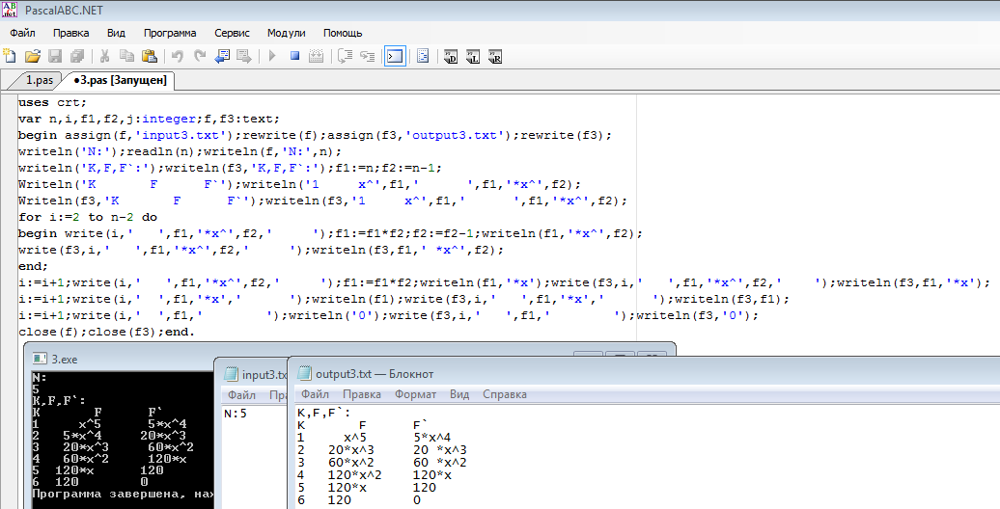 PascalABC.NET
Файл Правка Вид Программа Сервис Модули Помощь
1.pas •3.pas [Запущен]
uses crt;
var n,i,f1,f2,j:integer;f,f3:text;
begin assign(f,'input3.txt');rewrite(f);assign(f3,'output3.txt');rewrite(f3);
writeln('N:');readln(n);writeln(f,'N:',n);
writeln('K,F,F`:');writeln(f3,'K,F,F`:');f1:=n;f2:=n-1;
Writeln('K       F      F`');writeln('1     x^',f1,'      ',f1,'*x^',f2);
Writeln(f3,'K       F      F`');writeln(f3,'1     x^',f1,'      ',f1,'*x^',f2);
for i:=2 to n-2 do
begin write(i,'   ',f1,'*x^',f2,'     ');f1:=f1*f2;f2:=f2-1;writeln(f1,'*x^',f2);
write(f3,i,'   ',f1,'*x^',f2,'     ');writeln(f3,f1,' *x^',f2);
end;
i:=i+1;write(i,'   ',f1,'*x^',f2,'     ');f1:=f1*f2;writeln(f1,'*x');write(f3,i,'   ',f1,'*x^',f2,'    ');writeln(f3,f1,'*x');
i:=i+1;write(i,'  ',f1,'*x','      ');writeln(f1);write(f3,i,'   ',f1,'*x','      ');writeln(f3,f1);
i:=i+1;write(i,'  ',f1,'        ');writeln('0');write(f3,i,'   ',f1,'        ');writeln(f3,'0');
close(f);close(f3);end.
3.exe
N:
5
K,F,F`:
K       F      F`
1     x^5      5*x^4
2   5*x^4     20*x^3
3   20*x^3     60*x^2
4   60*x^2     120*x
5  120*x      120
6  120        0
Программа завершена, наж
input3.tx
Файл Пра
N:5
output3.txt — Блокнот
Файл Правка Формат Вид Справка
K,F,F`:
K       F      F`
1     x^5      5*x^4
2   20*x^3     20 *x^3
3   60*x^2     60 *x^2
4   120*x^2    120*x
5   120*x      120
6   120        0